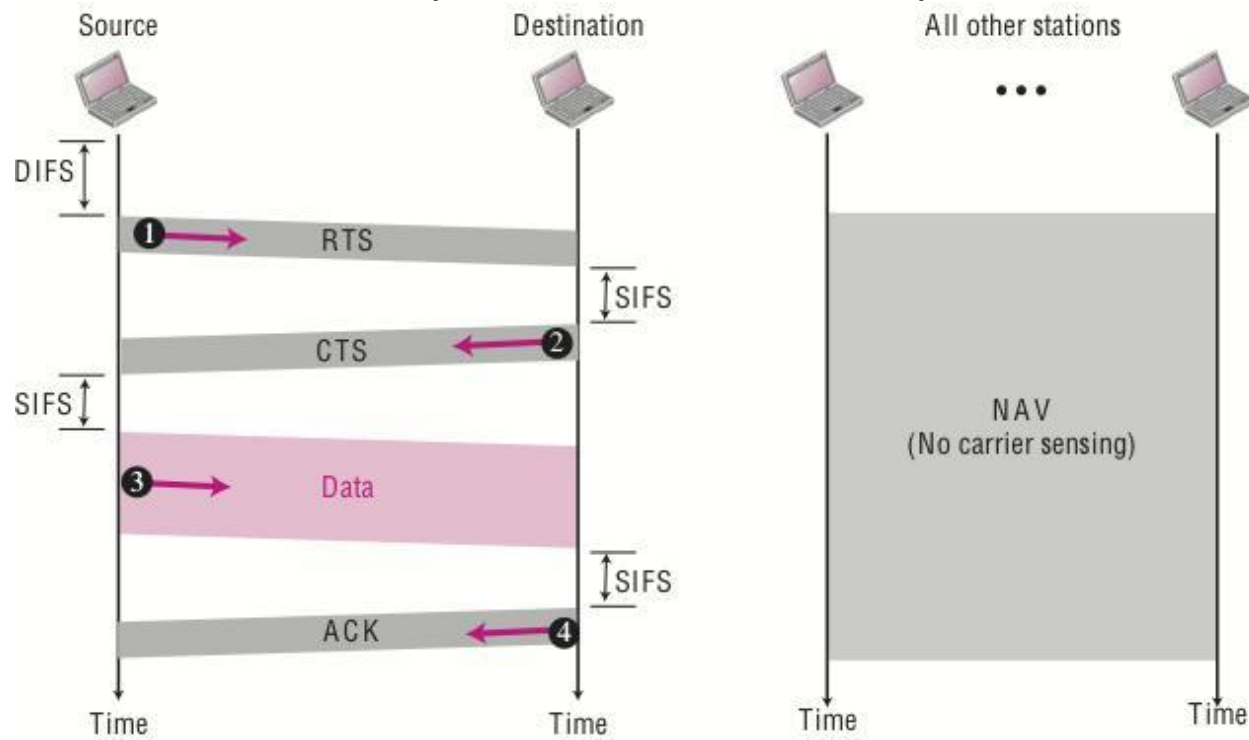 Source
Destination
All other stations
DIFS
1
RTS
SIFS
2
CTS
SIFS
NAV
(No carrier sensing)
3
Data
SIFS
4
ACK
Time
Time
Time
Time